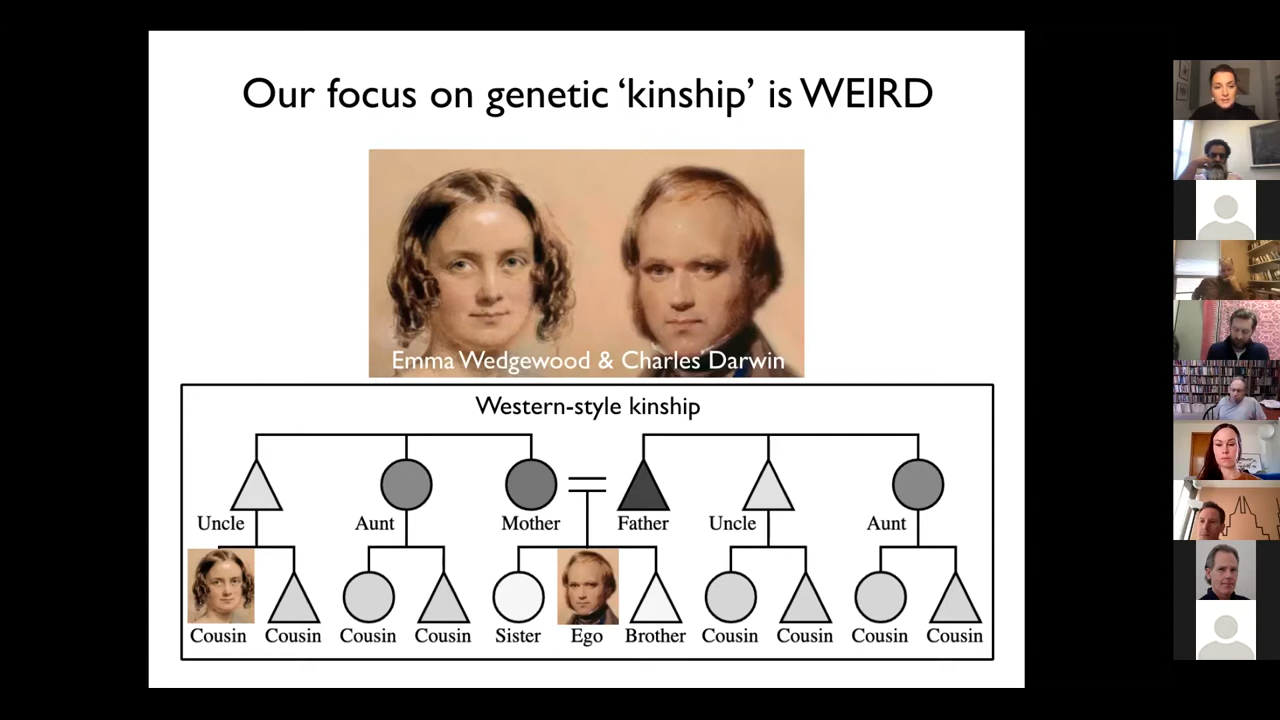 Our focus on genetic ‘kinship’ is WEIRD
Emma Wedgewood & Charles Darwin
Western-style kinship
Uncle Aunt Mother Father Uncle Aunt
Cousin Cousin Cousin Cousin Sister Ego Brother Cousin Cousin Cousin Cousin